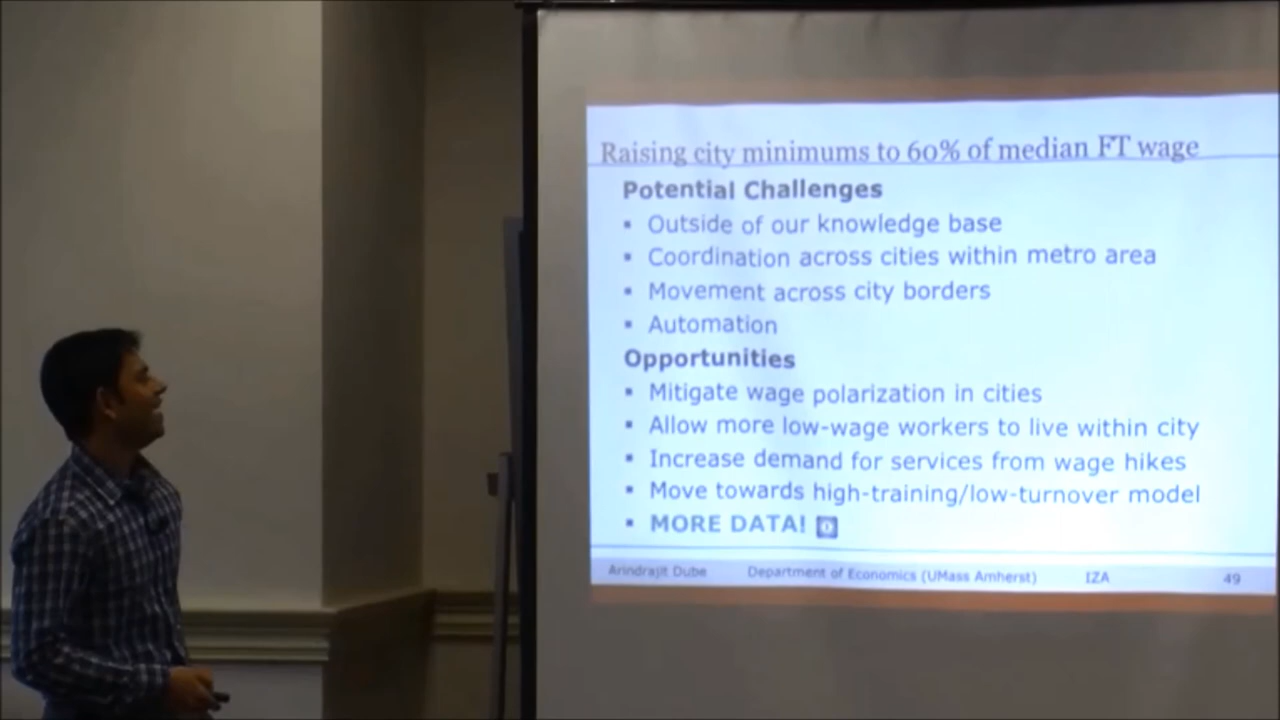 Raising city minimums to 60% of median FT wage
Potential Challenges
▪ Outside of our knowledge base
▪ Coordination across cities within metro area
▪ Movement across city borders
▪ Automation
Opportunities
▪ Mitigate wage polarization in cities
▪ Allow more low-wage workers to live within city
▪ Increase demand for services from wage hikes
▪ Move towards high-training/low-turnover model
▪ MORE DATA!
Arindrajit Dube Department of Economics (UMass Amherst) IZA 49